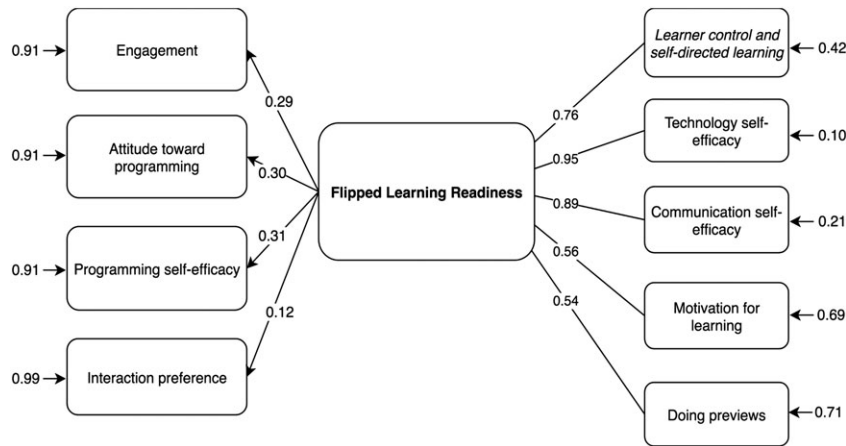 0.91
Engagement
0.29
0.91
Attitude toward
programming
0.30
0.91
Programming self-efficacy
0.31
0.99
Interaction preference
0.12
Flipped Learning Readiness
Learner control and
self-directed learning
0.42
0.76
Technology self-
efficacy
0.10
0.95
Communication self-
efficacy
0.21
0.89
Motivation for
learning
0.69
0.56
Doing previews
0.71
0.54